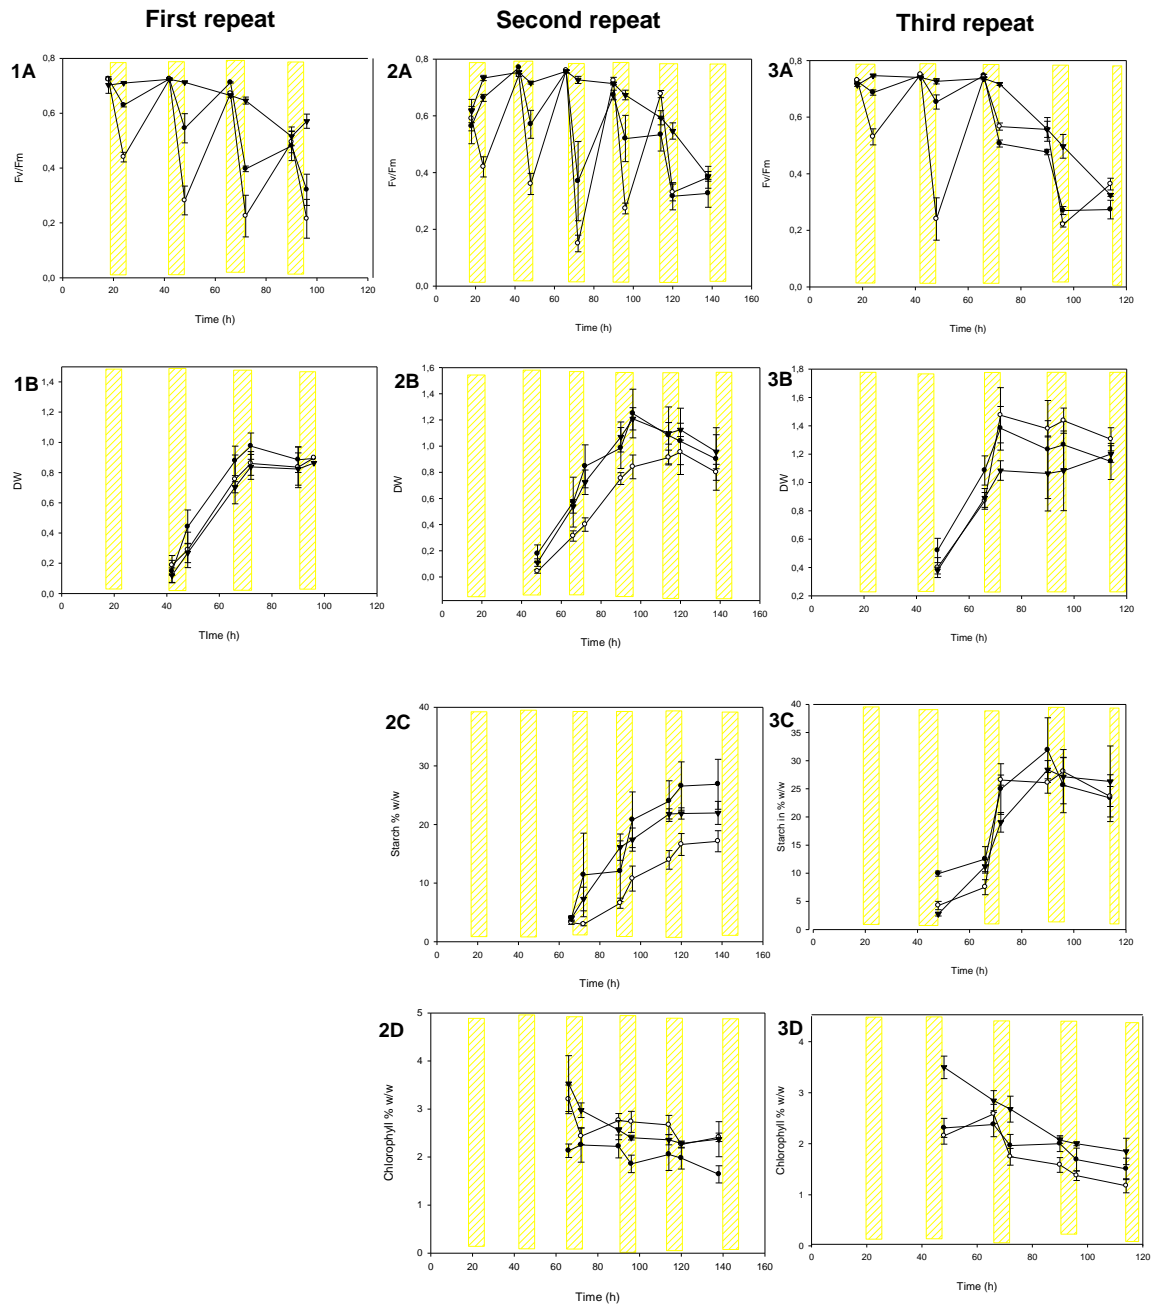 First repeat
Second repeat
Third repeat
1A
0,8
0,6
0,4
0,2
0,0
Fv/Fm
0 20 40 60 80 100 120
Time (h)
2A
0,8
0,6
0,4
0,2
0,0
Fv/Fm
0 20 40 60 80 100 120 140 160
Time (h)
3A
0,8
0,6
0,4
0,2
0,0
Fv/Fm
0 20 40 60 80 100 120
Time (h)
1B
1,4
1,2
1,0
0,8
0,6
0,4
0,2
0,0
DW
0 20 40 60 80 100 120
TIme (h)
2B
1,6
1,4
1,2
1,0
0,8
0,6
0,4
0,2
0,0
DW
0 20 40 60 80 100 120 140 160
Time (h)
3B
1,8
1,6
1,4
1,2
1,0
0,8
0,6
0,4
0,2
DW
0 20 40 60 80 100 120
Time (h)
2C
40
30
20
10
0
Starch % w/w
0 20 40 60 80 100 120 140 160
Time (h)
3C
40
35
30
25
20
15
10
5
0
Starch in % w/w
0 20 40 60 80 100 120
Time (h)
2D
5
4
3
2
1
0
Chlorophyll % w/w
0 20 40 60 80 100 120 140 160
Time (h)
3D
4
3
2
1
0
Chlorophyll % w/w
0 20 40 60 80 100 120
Time (h)